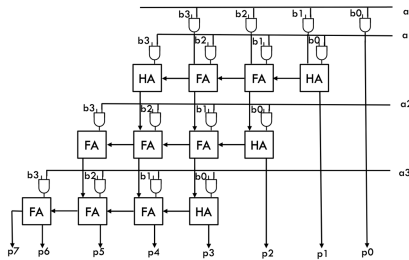 b3 b2 b1 b0 a
b3 b2 b1 b0 a
HA FA FA HA
b3 b2 b1 b0 a2
FA FA FA HA
b3 b2 b1 b0 a3
FA FA FA HA
p7 p6 p5 p4 p3 p2 p1 p0